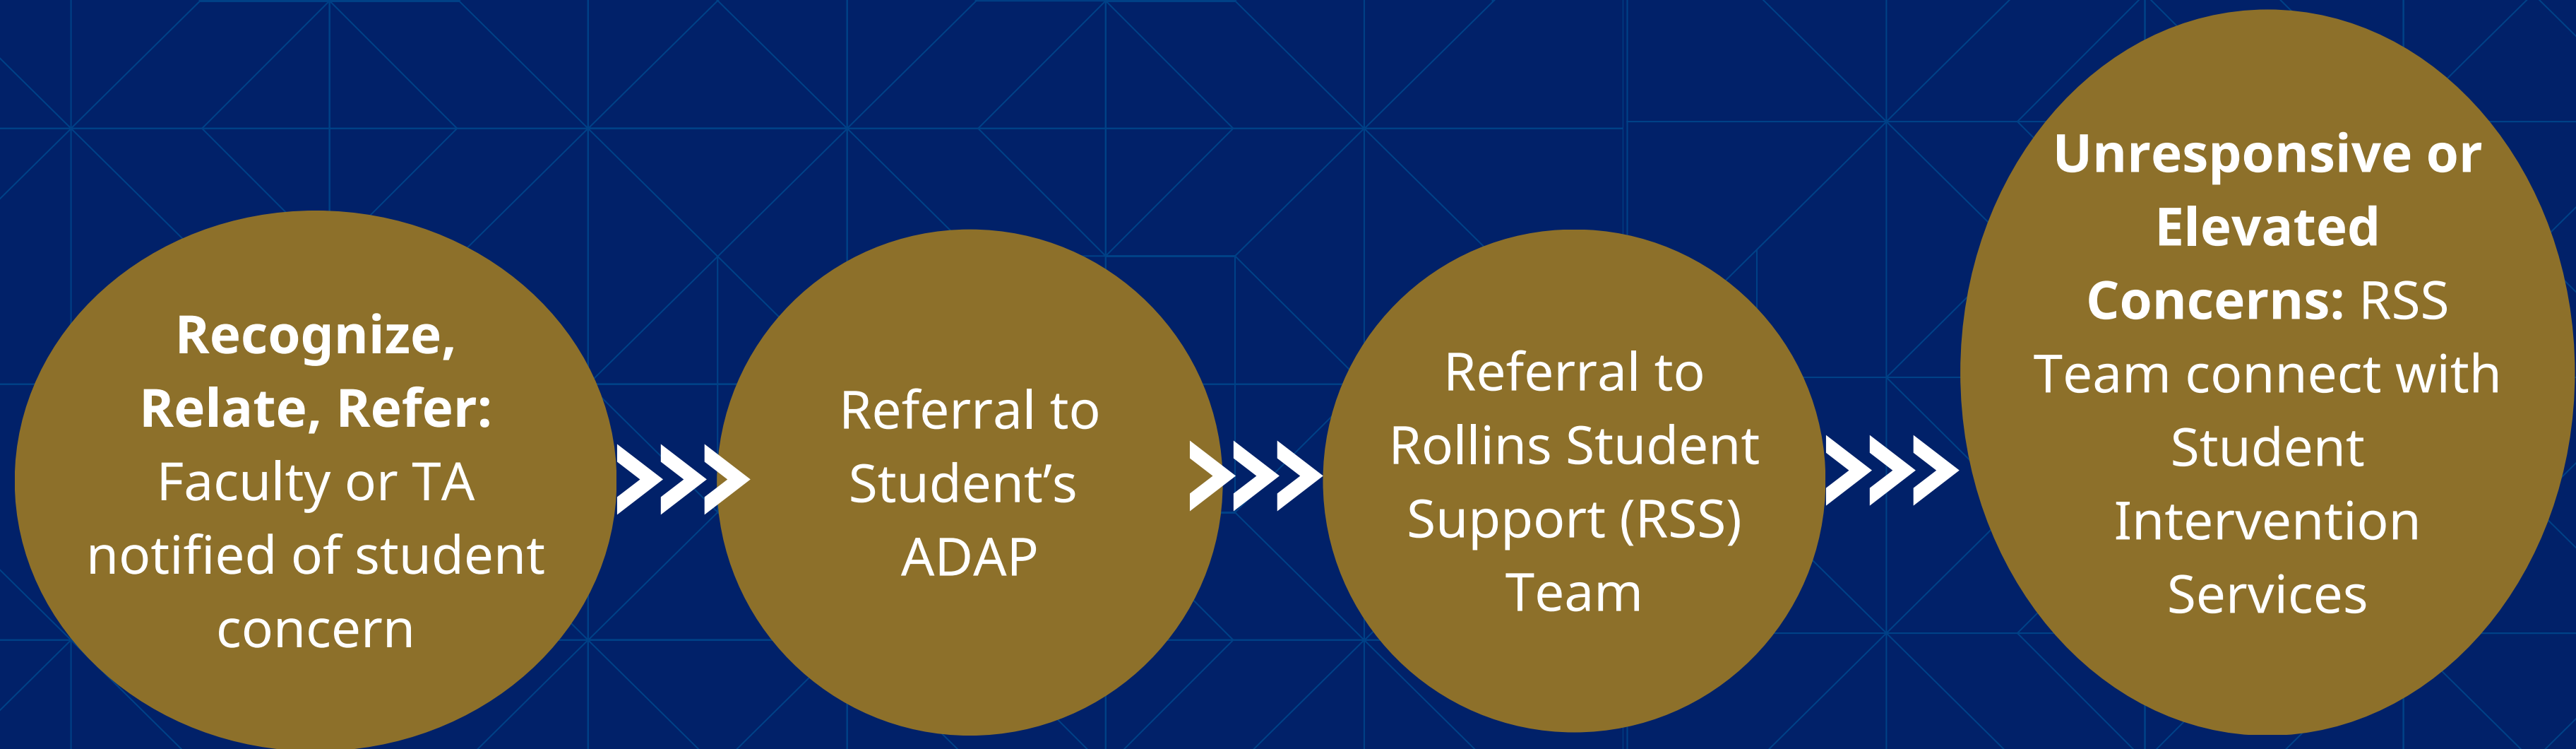 Recognize,
Relate, Refer:
Faculty or TA
notified of student
concern
Referral to
Student’s
ADAP
Referral to
Rollins Student
Support (RSS)
Team
Unresponsive or
Elevated
Concerns: RSS
Team connect with
Student
Intervention
Services